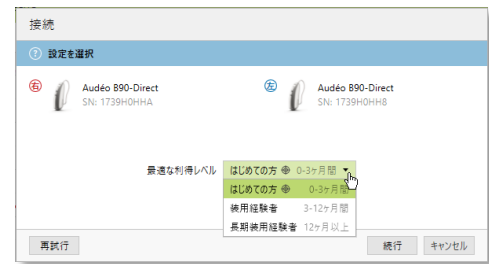 接続
? 設定を選択
右 Audéo B90-Direct 左 Audéo B90-Direct
SN: 1739H0HHA SN: 1739H0HH8
最適な利得レベル はじめての方 0-3ヶ月間
はじめての方 0-3ヶ月間
装用経験者 3-12ヶ月間
長期装用経験者 12ヶ月以上
再試行 続行 キャンセル